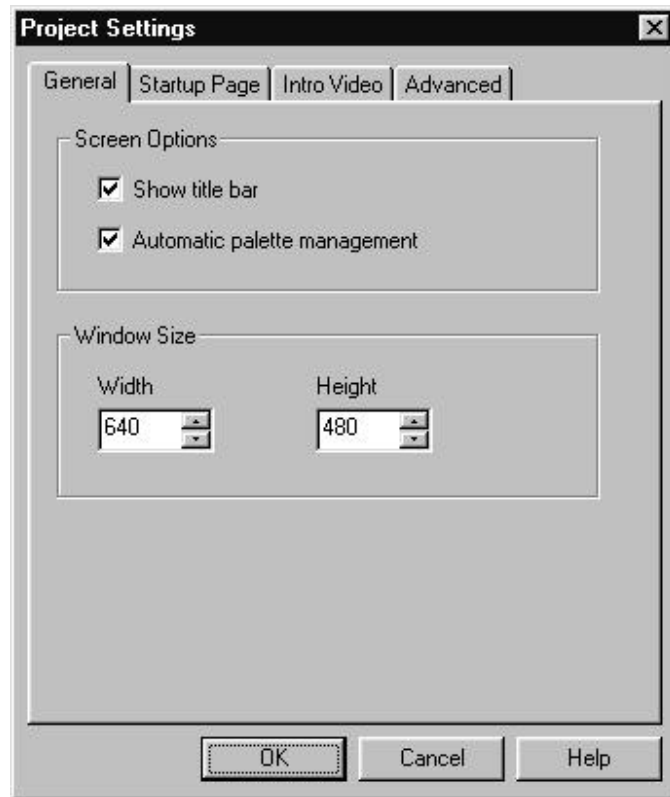 Project Settings
General Startup Page Intro Video Advanced
Screen Options
Show title bar
Automatic palette management
Window Size
Width Height
640 480
OK Cancel Help